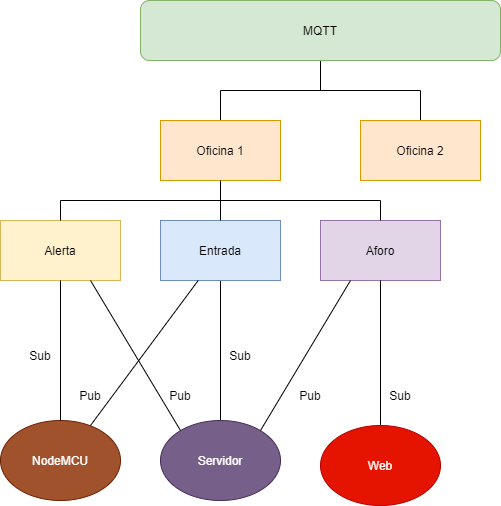 MQTT
Oficina 1
Oficina 2
Alerta
Entrada
Aforo
Sub
Sub
Pub
Pub
Pub
Sub
NodeMCU
Servidor
Web